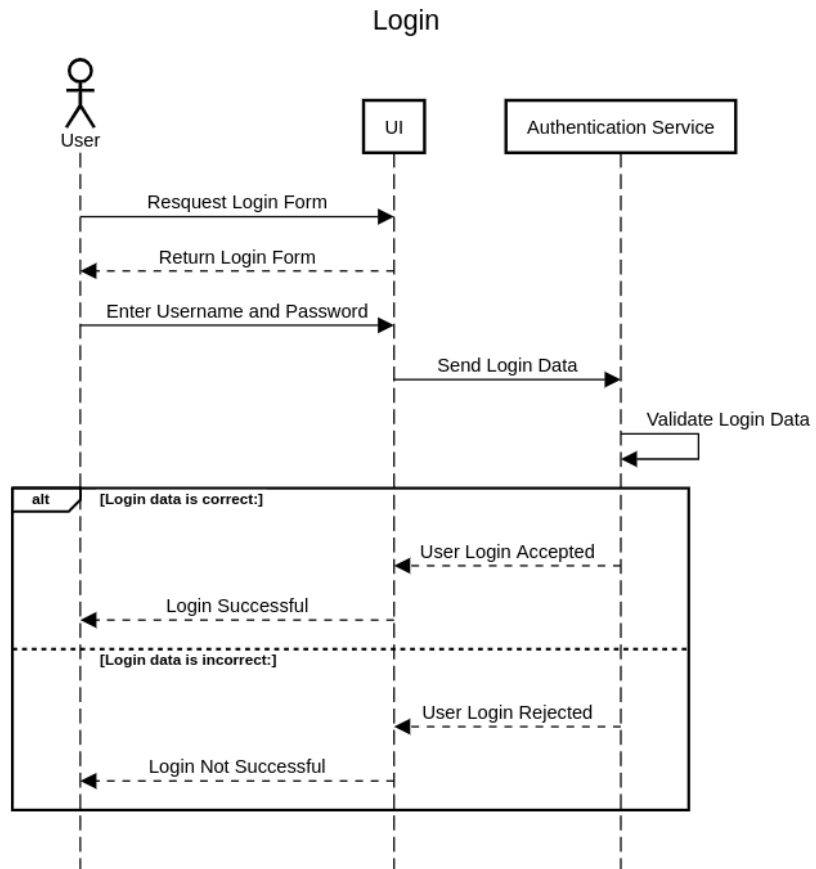 Login
User
UI
Authentication Service
Resquest Login Form
Return Login Form
Enter Username and Password
Send Login Data
Validate Login Data
alt
[Login data is correct:]
User Login Accepted
Login Successful
[Login data is incorrect:]
User Login Rejected
Login Not Successful